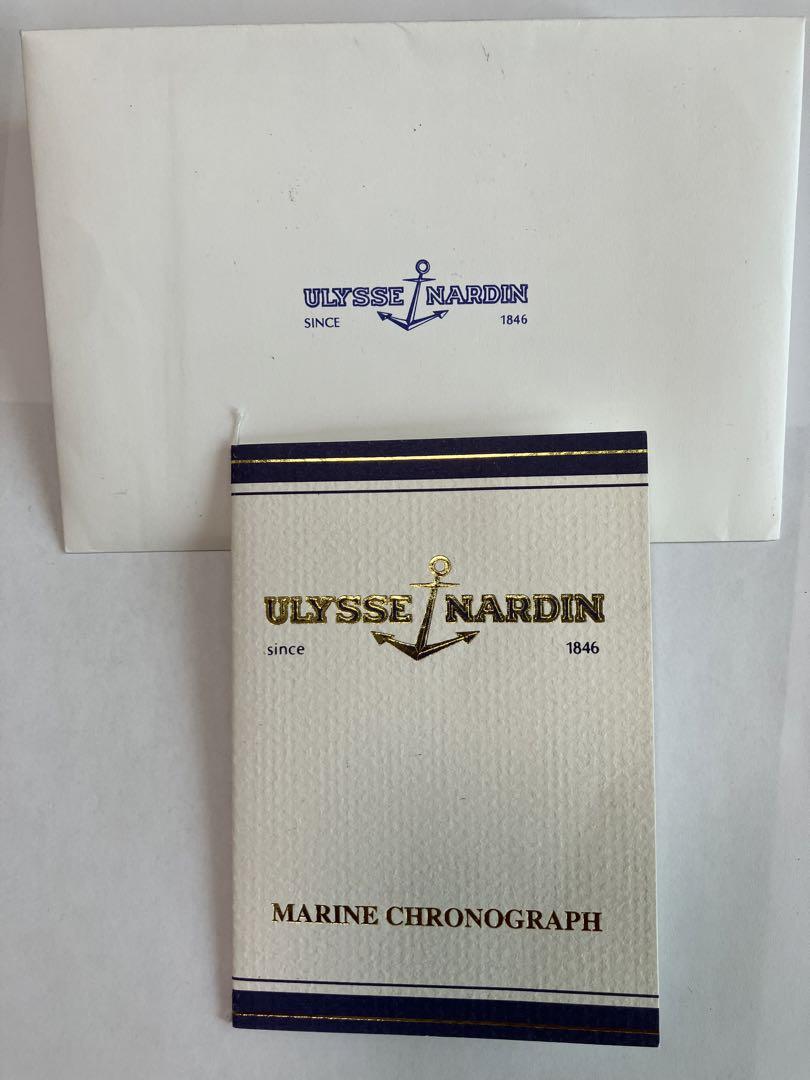 ULYSSE NARDIN
SINCE 1846
ULYSSE NARDIN
since 1846
MARINE CHRONOGRAPH